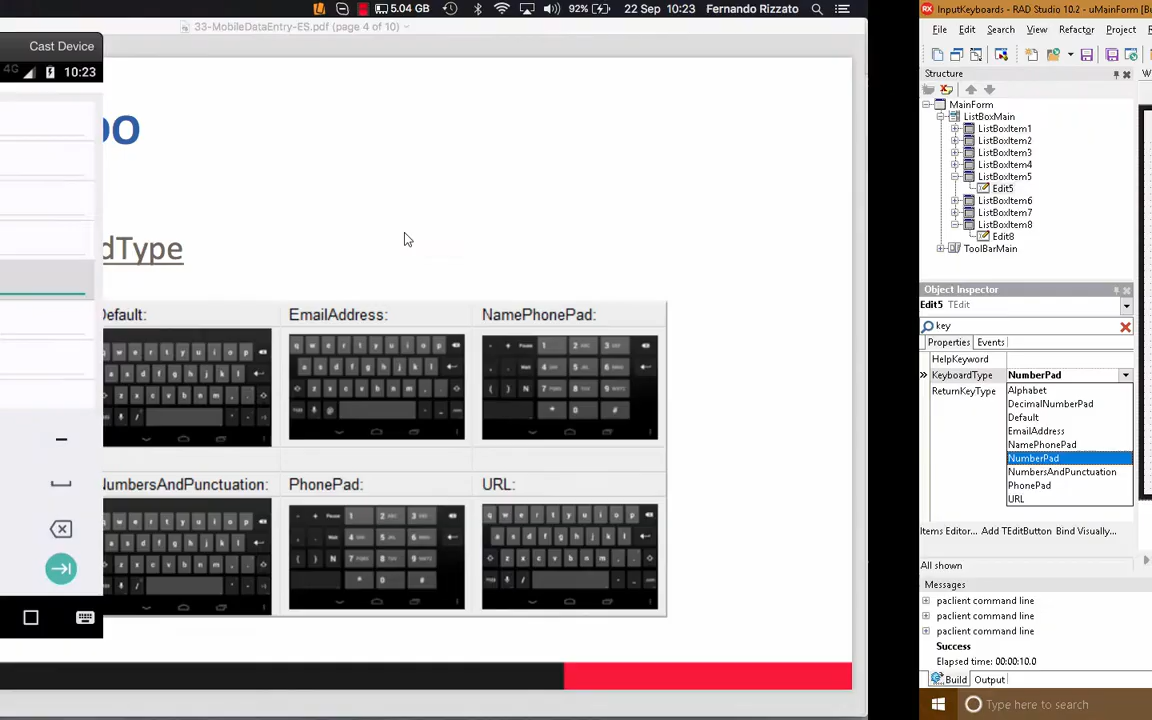 5.04 GB 92% 22 Sep 10:23 Fernando Rizzato
33-MobileDataEntry-ES.pdf (page 4 of 10)
Cast Device
4G 10:23
oo
dType
Default: EmailAddress: NamePhonePad:
NumbersAndPunctuation: PhonePad: URL:
InputKeyboards - RAD Studio 10.2 - uMainForm [Bu
File Edit Search View Refactor Project
Structure
MainForm
ListBoxMain
ListBoxItem1
ListBoxItem2
ListBoxItem3
ListBoxItem4
ListBoxItem5
Edit5
ListBoxItem6
ListBoxItem7
ListBoxItem8
Edit8
ToolBarMain
Object Inspector
Edit5 TEdit
key
Properties Events
HelpKeyword
KeyboardType NumberPad
ReturnKeyType
Alphabet
DecimalNumberPad
Default
EmailAddress
NamePhonePad
NumberPad
NumbersAndPunctuation
PhonePad
URL
Items Editor... Add TEditButton Bind Visually...
All shown
Messages
paclient command line
paclient command line
paclient command line
Success
Elapsed time: 00:00:10.0
Build Output
Type here to search